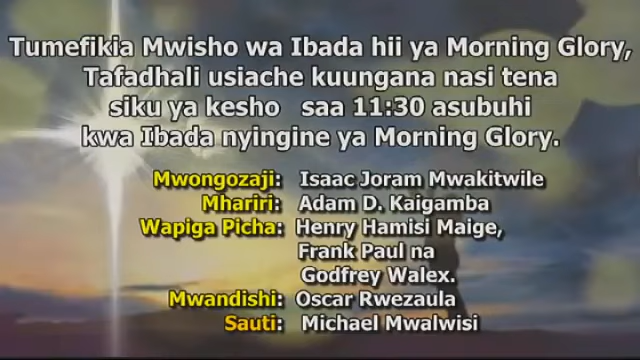 Tumefikia Mwisho wa Ibada hii ya Morning Glory,
Tafadhali usiache kuungana nasi tena
siku ya kesho saa 11:30 asubuhi
kwa Ibada nyingine ya Morning Glory.
Mwongozaji: Isaac Joram Mwakitwile
Mhariri: Adam D. Kaigamba
Wapiga Picha: Henry Hamisi Maige,
Frank Paul na
Godfrey Walex.
Mwandishi: Oscar Rwezaula
Sauti: Michael Mwalwisi